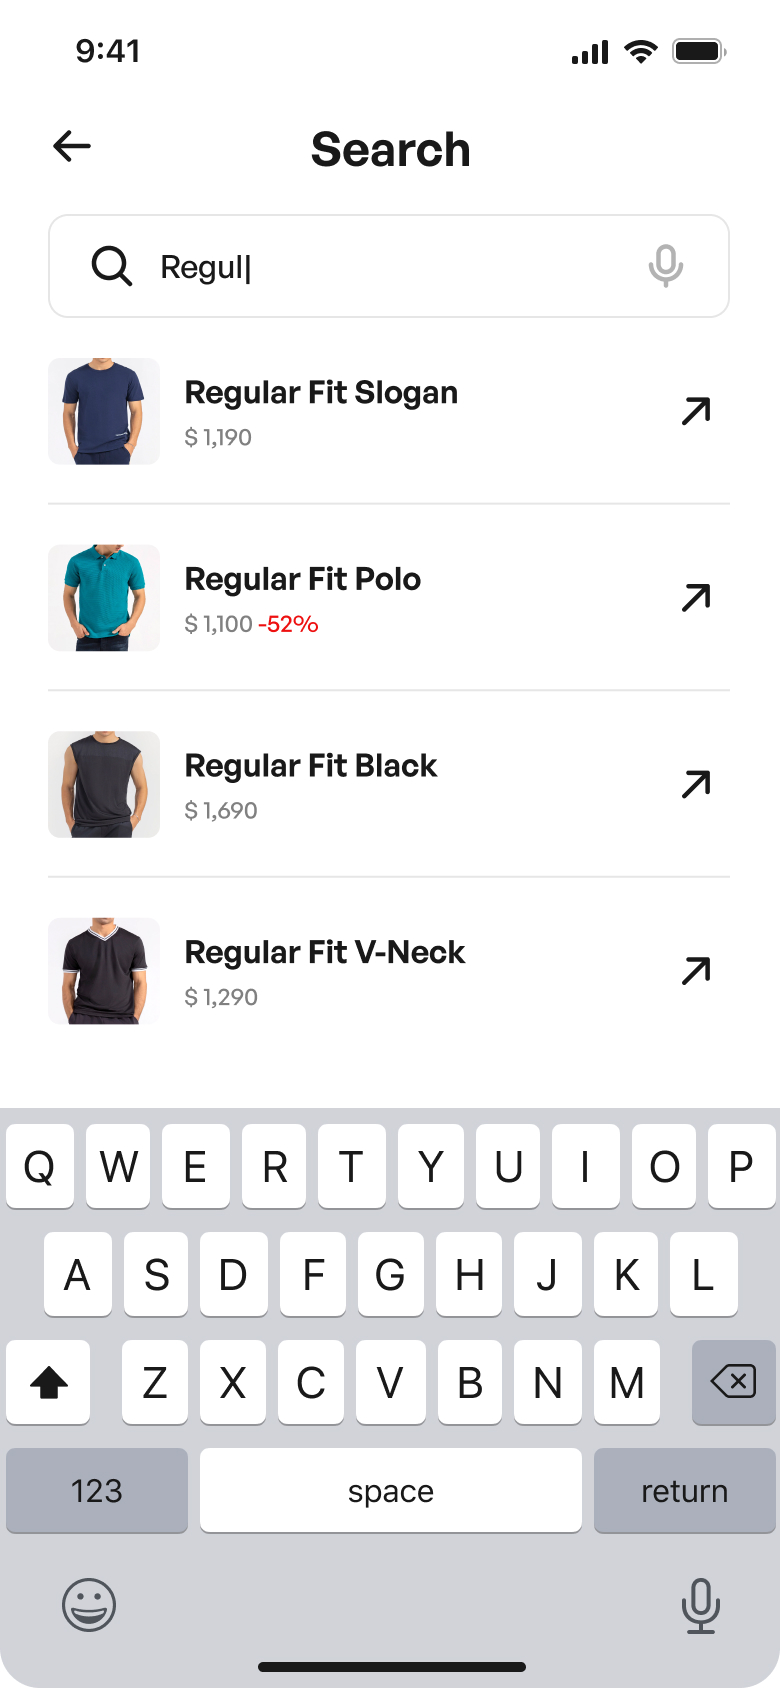 9:41
Search
Regul
Regular Fit Slogan
$ 1,190
Regular Fit Polo
$ 1,100 -52%
Regular Fit Black
$ 1,690
Regular Fit V-Neck
$ 1,290
Q W E R T Y U I O P
A S D F G H J K L
Z X C V B N M
123 space return